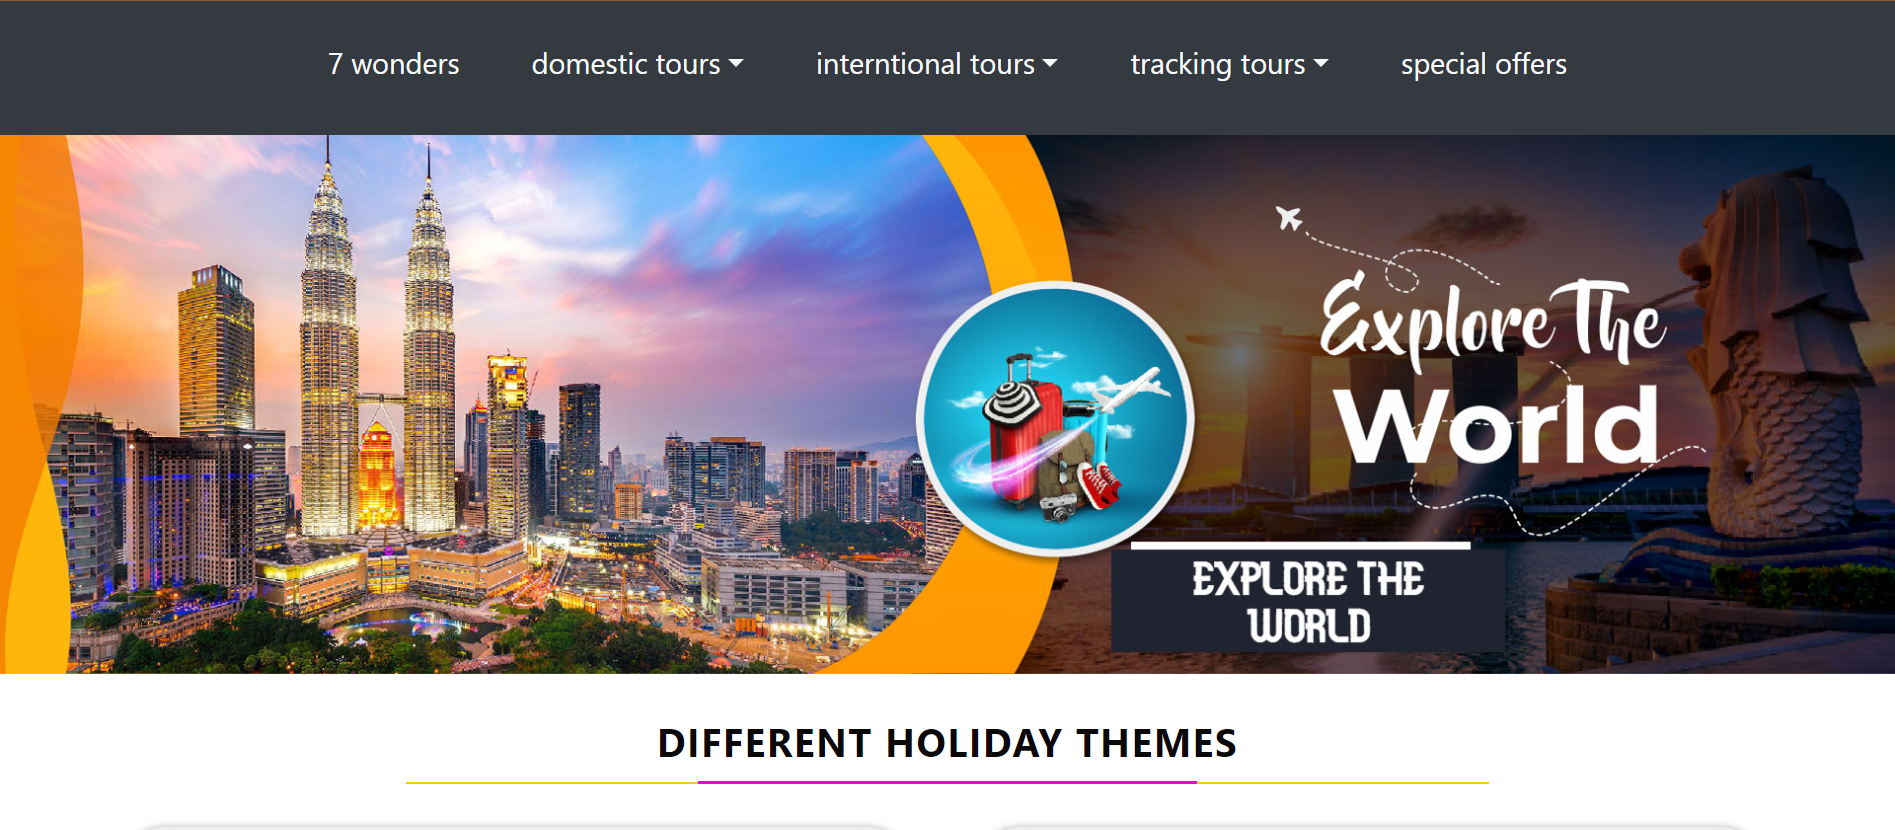 7 wonders domestic tours interntional tours tracking tours special offers
Explore The
World
EXPLORE THE
WORLD
DIFFERENT HOLIDAY THEMES